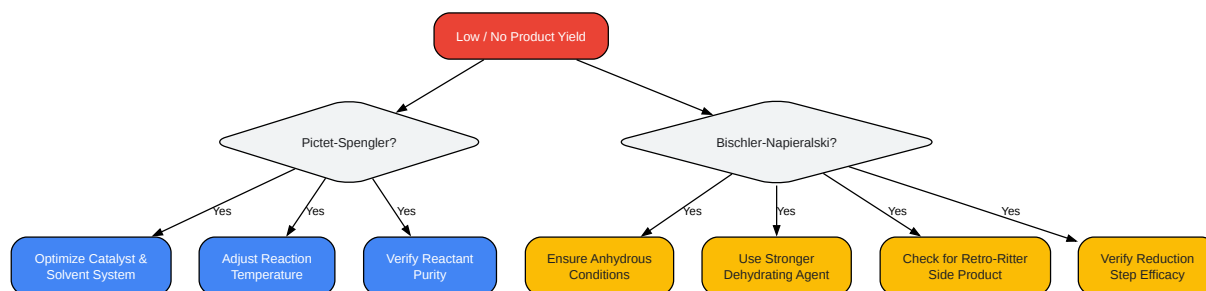 Low / No Product Yield
Pictet-Spengler?
Bischler-Napieralski?
Yes
Yes
Yes
Yes
Yes
Yes
Yes
Optimize Catalyst &
Solvent System
Adjust Reaction
Temperature
Verify Reactant
Purity
Ensure Anhydrous
Conditions
Use Stronger
Dehydrating Agent
Check for Retro-Ritter
Side Product
Verify Reduction
Step Efficacy